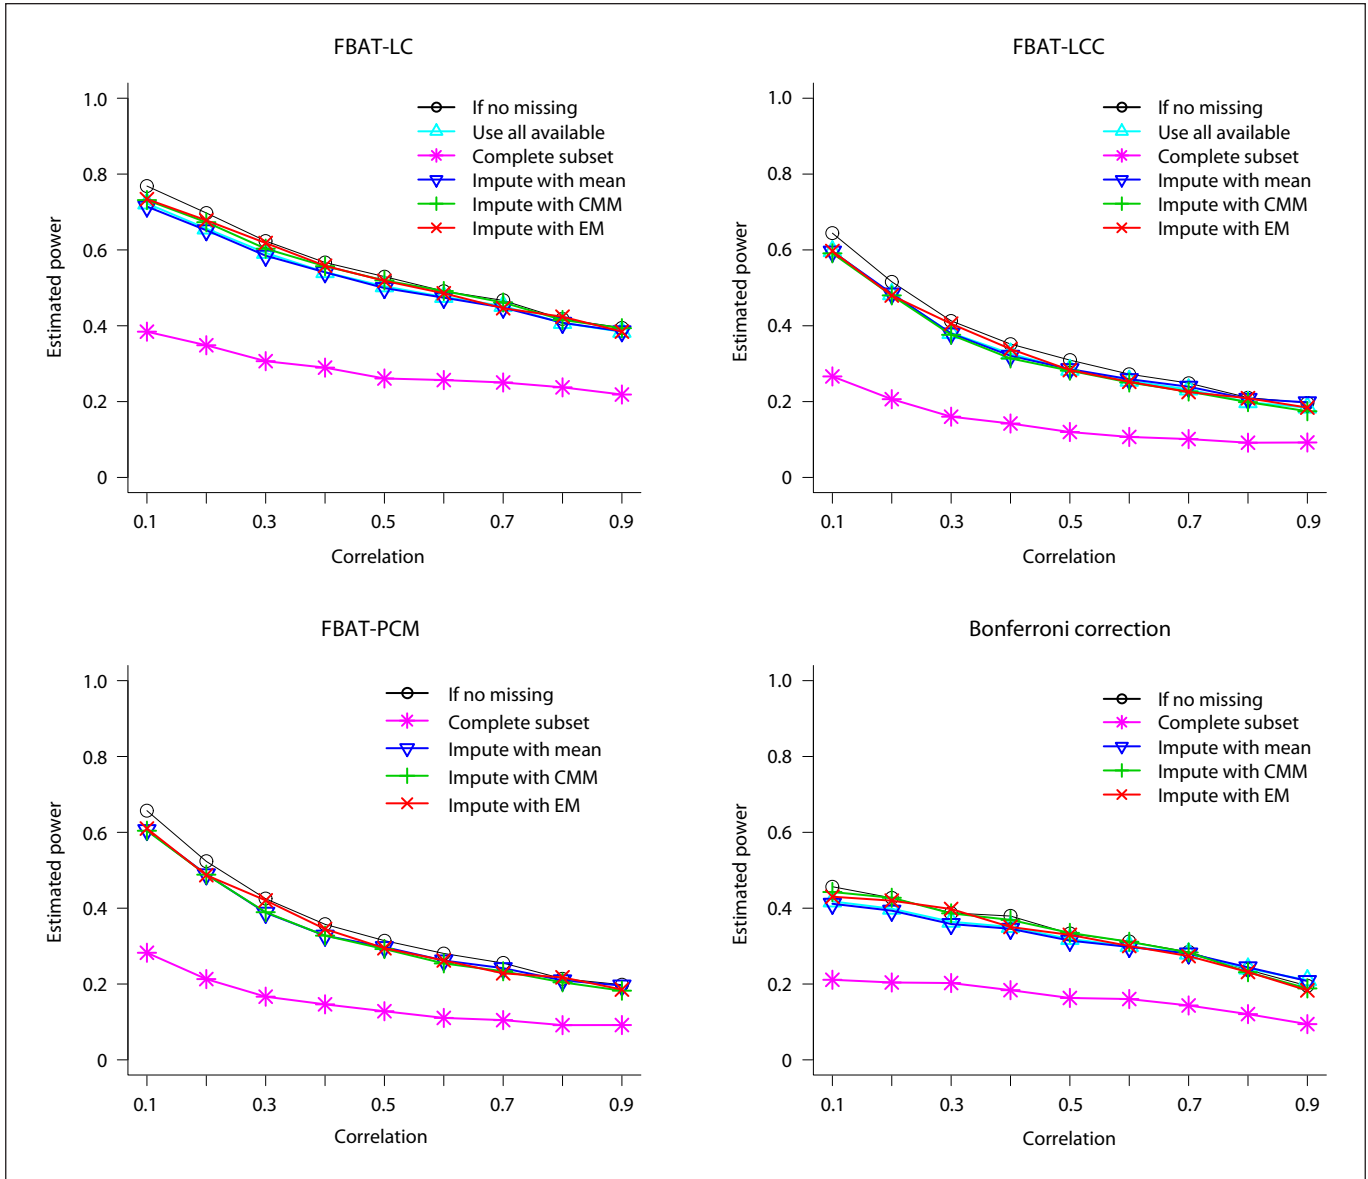 FBAT-LC
1.0
0.8
0.6
0.4
0.2
0
Estimated power
If no missing
Use all available
Complete subset
Impute with mean
Impute with CMM
Impute with EM
0.1 0.3 0.5 0.7 0.9
Correlation
FBAT-LCC
1.0
0.8
0.6
0.4
0.2
0
Estimated power
If no missing
Use all available
Complete subset
Impute with mean
Impute with CMM
Impute with EM
0.1 0.3 0.5 0.7 0.9
Correlation
FBAT-PCM
1.0
0.8
0.6
0.4
0.2
0
Estimated power
If no missing
Complete subset
Impute with mean
Impute with CMM
Impute with EM
0.1 0.3 0.5 0.7 0.9
Correlation
Bonferroni correction
1.0
0.8
0.6
0.4
0.2
0
Estimated power
If no missing
Complete subset
Impute with mean
Impute with CMM
Impute with EM
0.1 0.3 0.5 0.7 0.9
Correlation